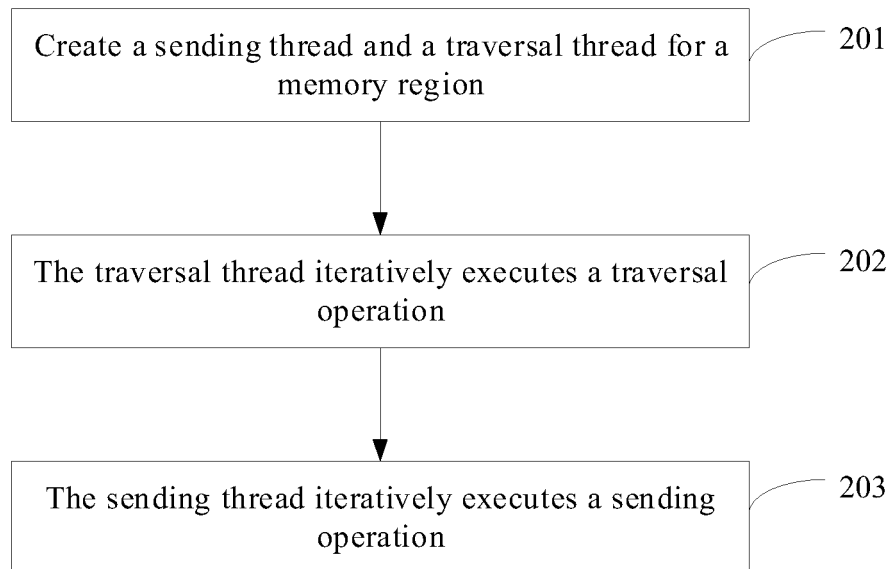 Create a sending thread and a traversal thread for a
memory region
201
The traversal thread iteratively executes a traversal
operation
202
The sending thread iteratively executes a sending
operation
203